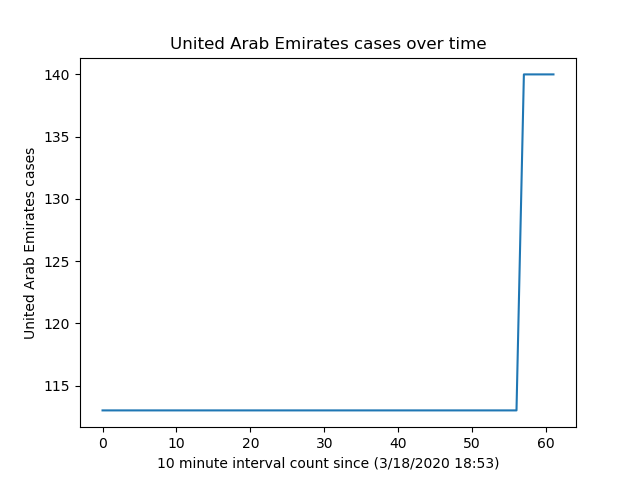 United Arab Emirates cases over time
140
135
130
125
120
115
United Arab Emirates cases
0 10 20 30 40 50 60
10 minute interval count since (3/18/2020 18:53)